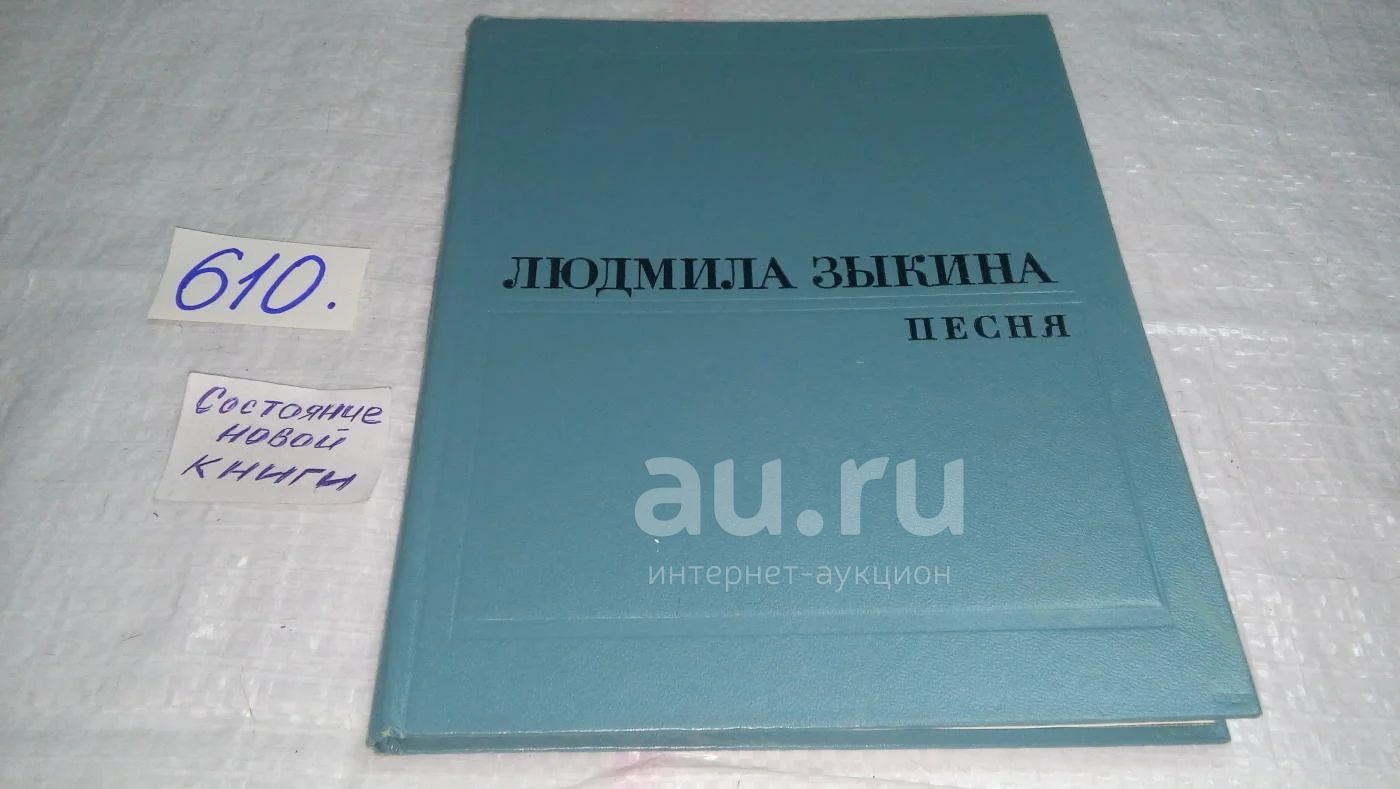 ЛЮДМИЛА ЗЫКИНА
ПЕСНЯ
610.
Состояние
новой
книги
au.ru
интернет-аукцион